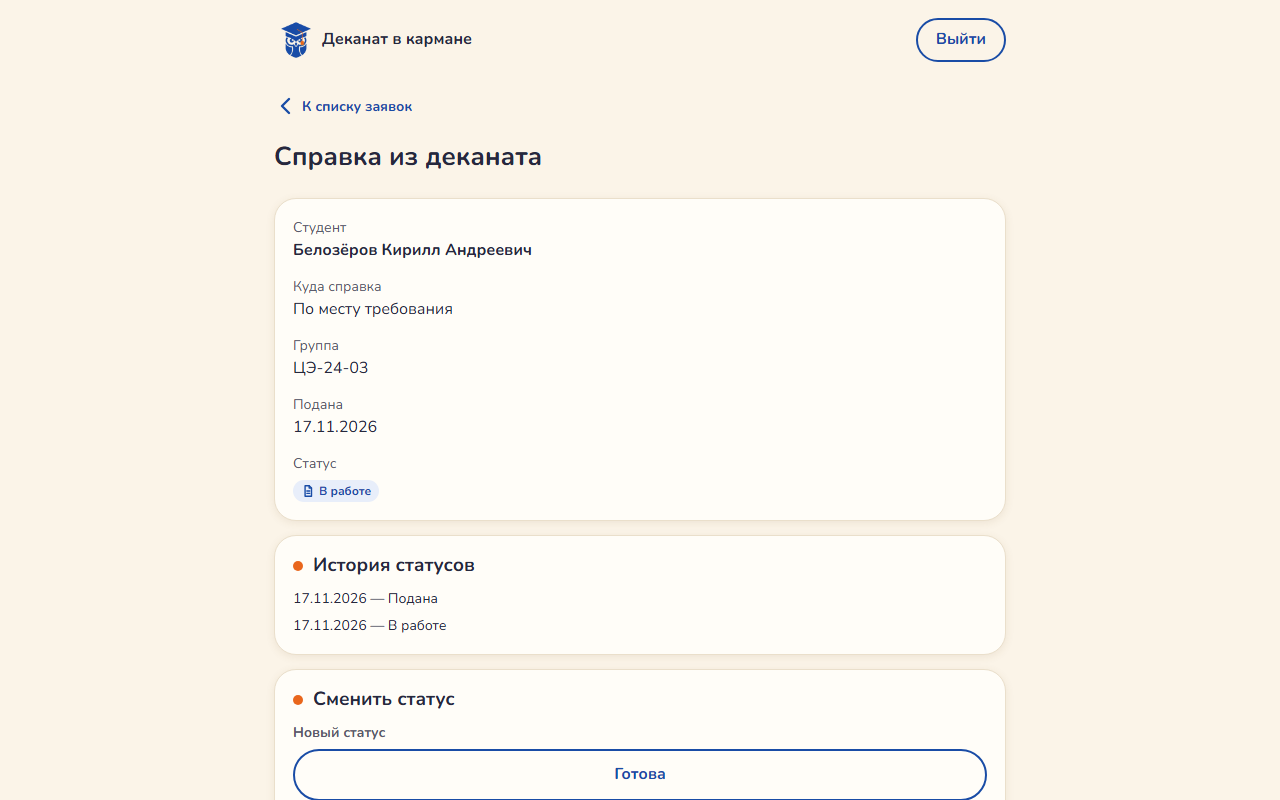 Деканат в кармане
Выйти
К списку заявок
Справка из деканата
Студент
Белозёров Кирилл Андреевич
Куда справка
По месту требования
Группа
ЦЭ-24-03
Подана
17.11.2026
Статус
В работе
История статусов
17.11.2026 — Подана
17.11.2026 — В работе
Сменить статус
Новый статус
Готова